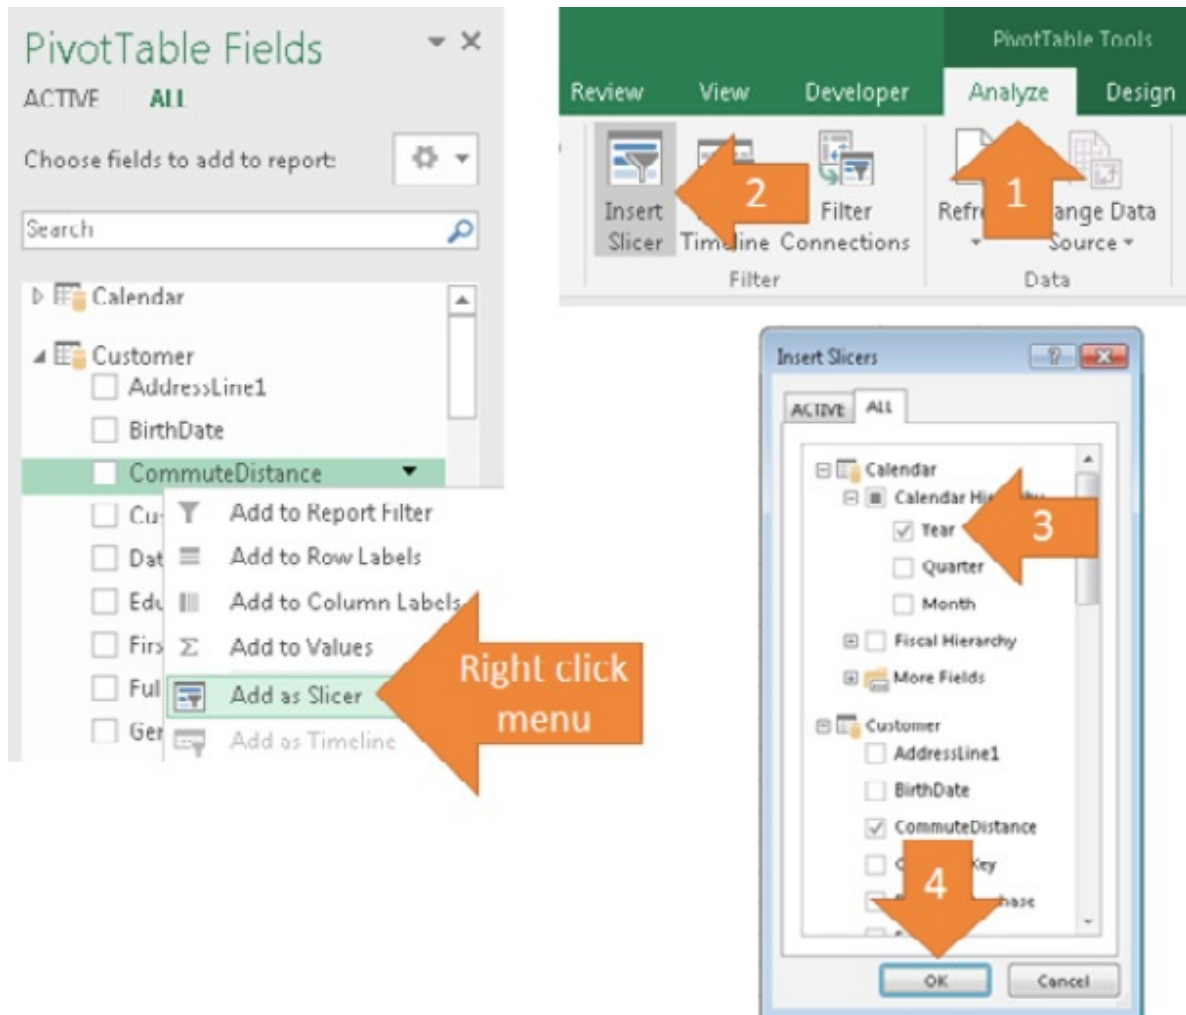 PivotTable Fields
ACTIVE ALL
Choose fields to add to report:
Search
Calendar
Customer
AddressLine1
BirthDate
CommuteDistance
Add to Report Filter
Add to Row Labels
Add to Column Labels
Add to Values
Add as Slicer
Add as Timeline
Right click
menu
PivotTable Tools
Review View Developer Analyze Design
1
2
Insert
Slicer
Timeline
Filter
Connections
Data
Filter
Data
Insert Slicers
ACTIVE ALL
Calendar
Calendar
3
Year
Quarter
Month
Fiscal Hierarchy
More Fields
Customer
AddressLine1
BirthDate
CommuteDistance
4
OK Cancel